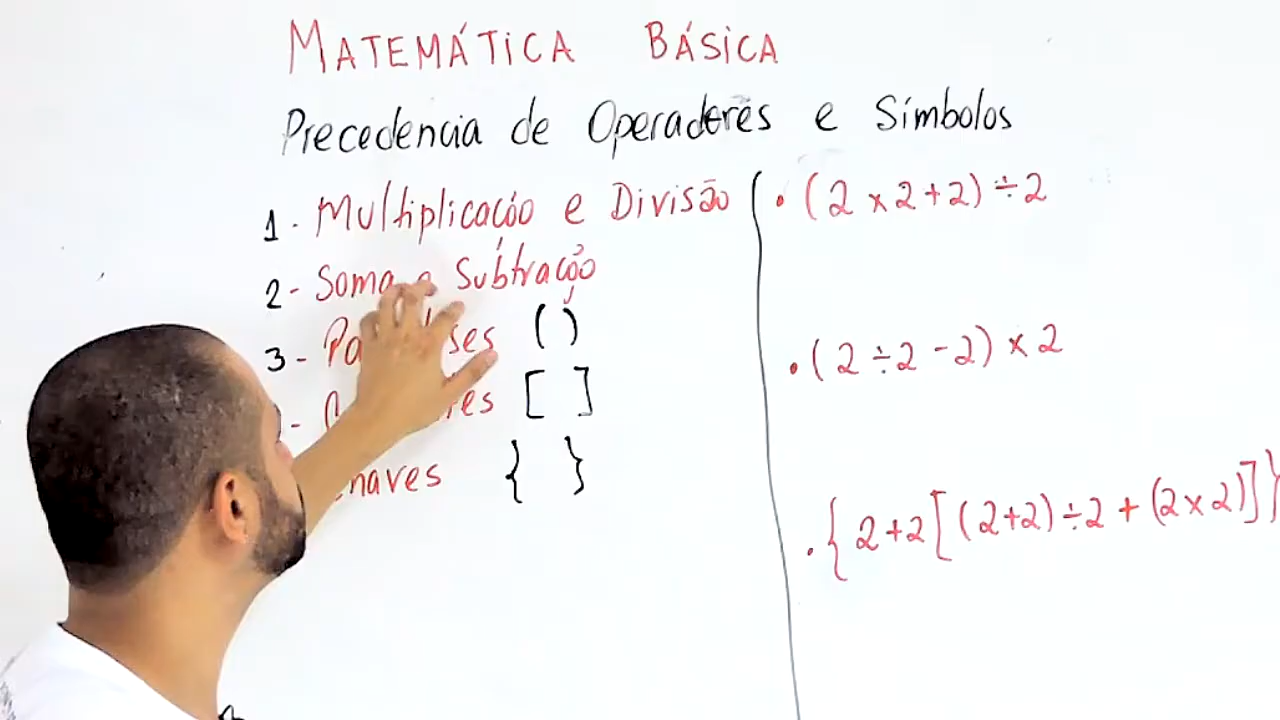 MATEMÁTICA BÁSICA
Precedencia de Operadores e Símbolos
1 - Multiplicação e Divisão
2 - Soma e Subtração
3 - ( )
- [ ]
{ }
• (2 × 2 + 2) ÷ 2
• (2 ÷ 2 - 2) × 2
• { 2 + 2 [ (2 + 2) ÷ 2 + (2 × 2) ] }